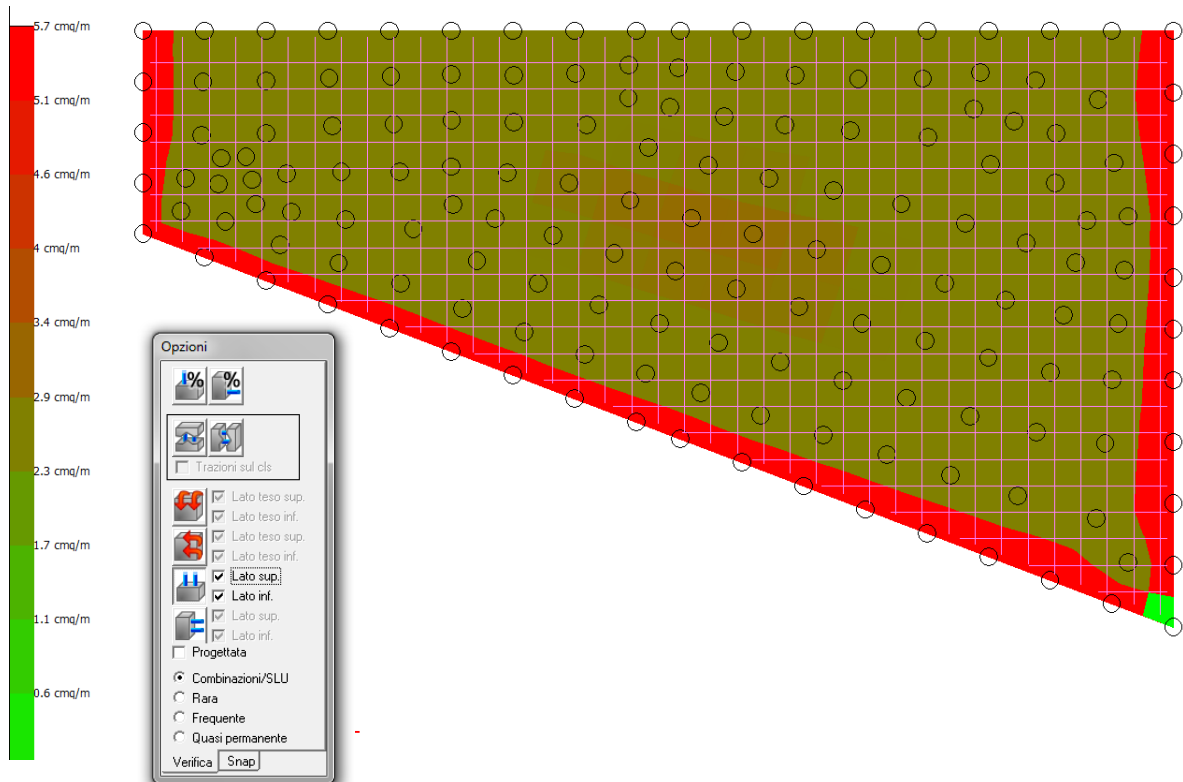 5.7 cmq/m
5.1 cmq/m
4.6 cmq/m
4 cmq/m
3.4 cmq/m
2.9 cmq/m
2.3 cmq/m
1.7 cmq/m
1.1 cmq/m
0.6 cmq/m
Opzioni
% %
Trazioni sul cls
Lato teso sup.
Lato teso inf.
Lato teso sup.
Lato teso inf.
Lato sup.
Lato inf.
Lato sup.
Lato inf.
Progettata
Combinazioni/SLU
Rara
Frequente
Quasi permanente
Verifica Snap